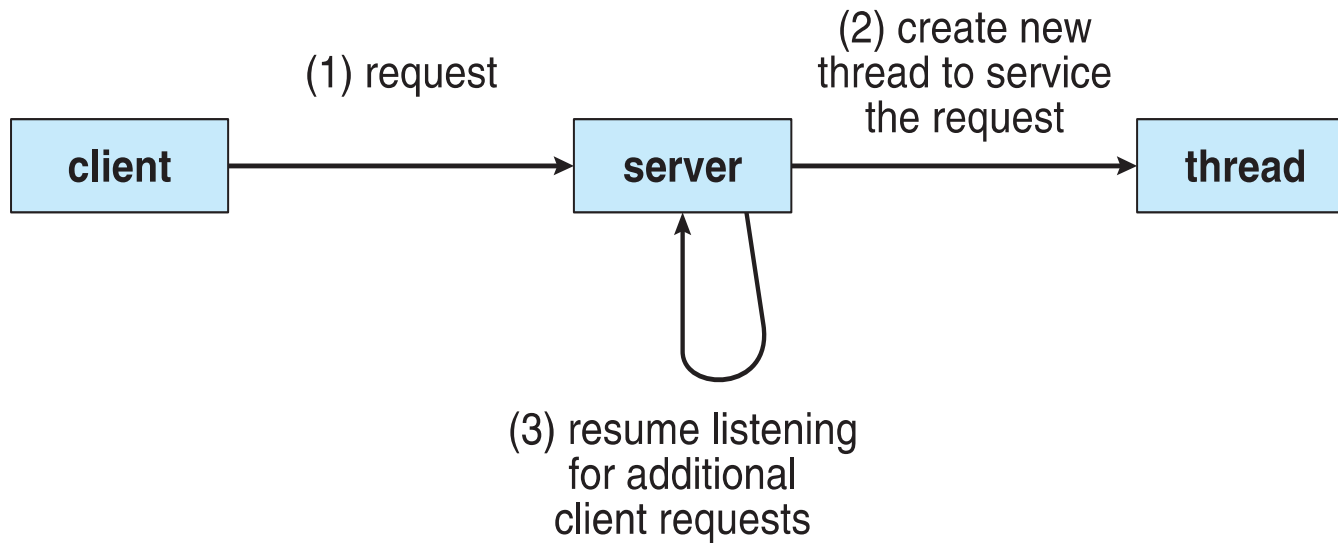 (1) request
(2) create new
thread to service
the request
client
server
thread
(3) resume listening
for additional
client requests